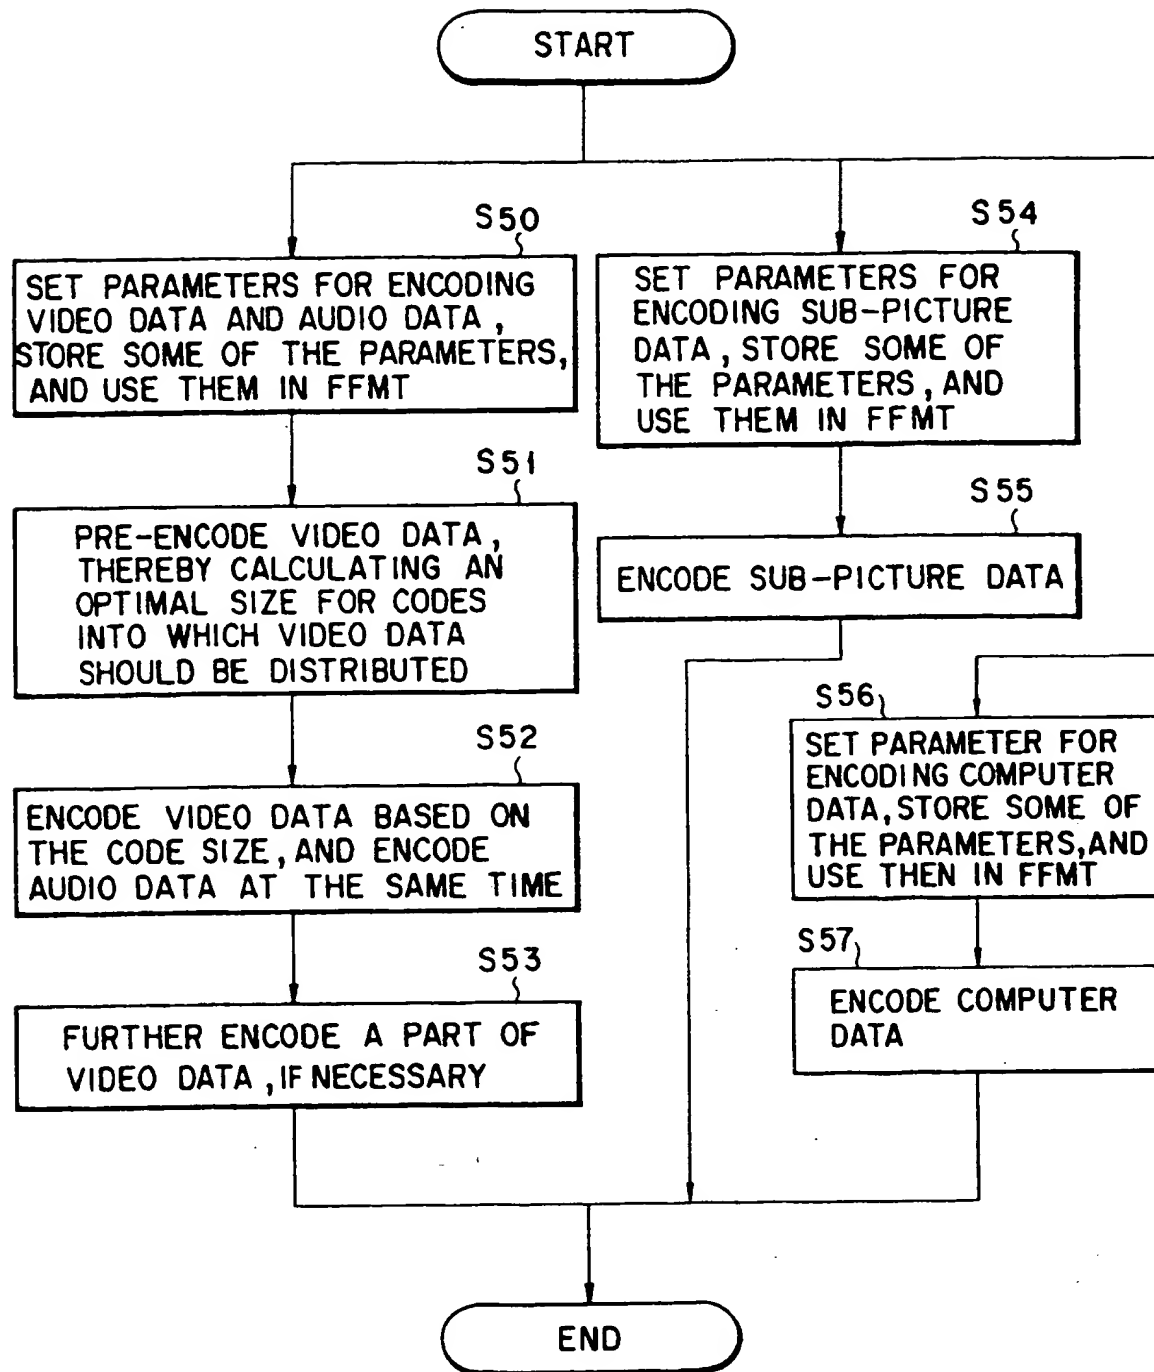 START
S50
SET PARAMETERS FOR ENCODING
VIDEO DATA AND AUDIO DATA,
STORE SOME OF THE PARAMETERS,
AND USE THEM IN FFMT
S51
PRE-ENCODE VIDEO DATA,
THEREBY CALCULATING AN
OPTIMAL SIZE FOR CODES
INTO WHICH VIDEO DATA
SHOULD BE DISTRIBUTED
S52
ENCODE VIDEO DATA BASED ON
THE CODE SIZE, AND ENCODE
AUDIO DATA AT THE SAME TIME
S53
FURTHER ENCODE A PART OF
VIDEO DATA, IF NECESSARY
S54
SET PARAMETERS FOR
ENCODING SUB-PICTURE
DATA, STORE SOME OF
THE PARAMETERS, AND
USE THEM IN FFMT
S55
ENCODE SUB-PICTURE DATA
S56
SET PARAMETER FOR
ENCODING COMPUTER
DATA, STORE SOME OF
THE PARAMETERS, AND
USE THEN IN FFMT
S57
ENCODE COMPUTER
DATA
END